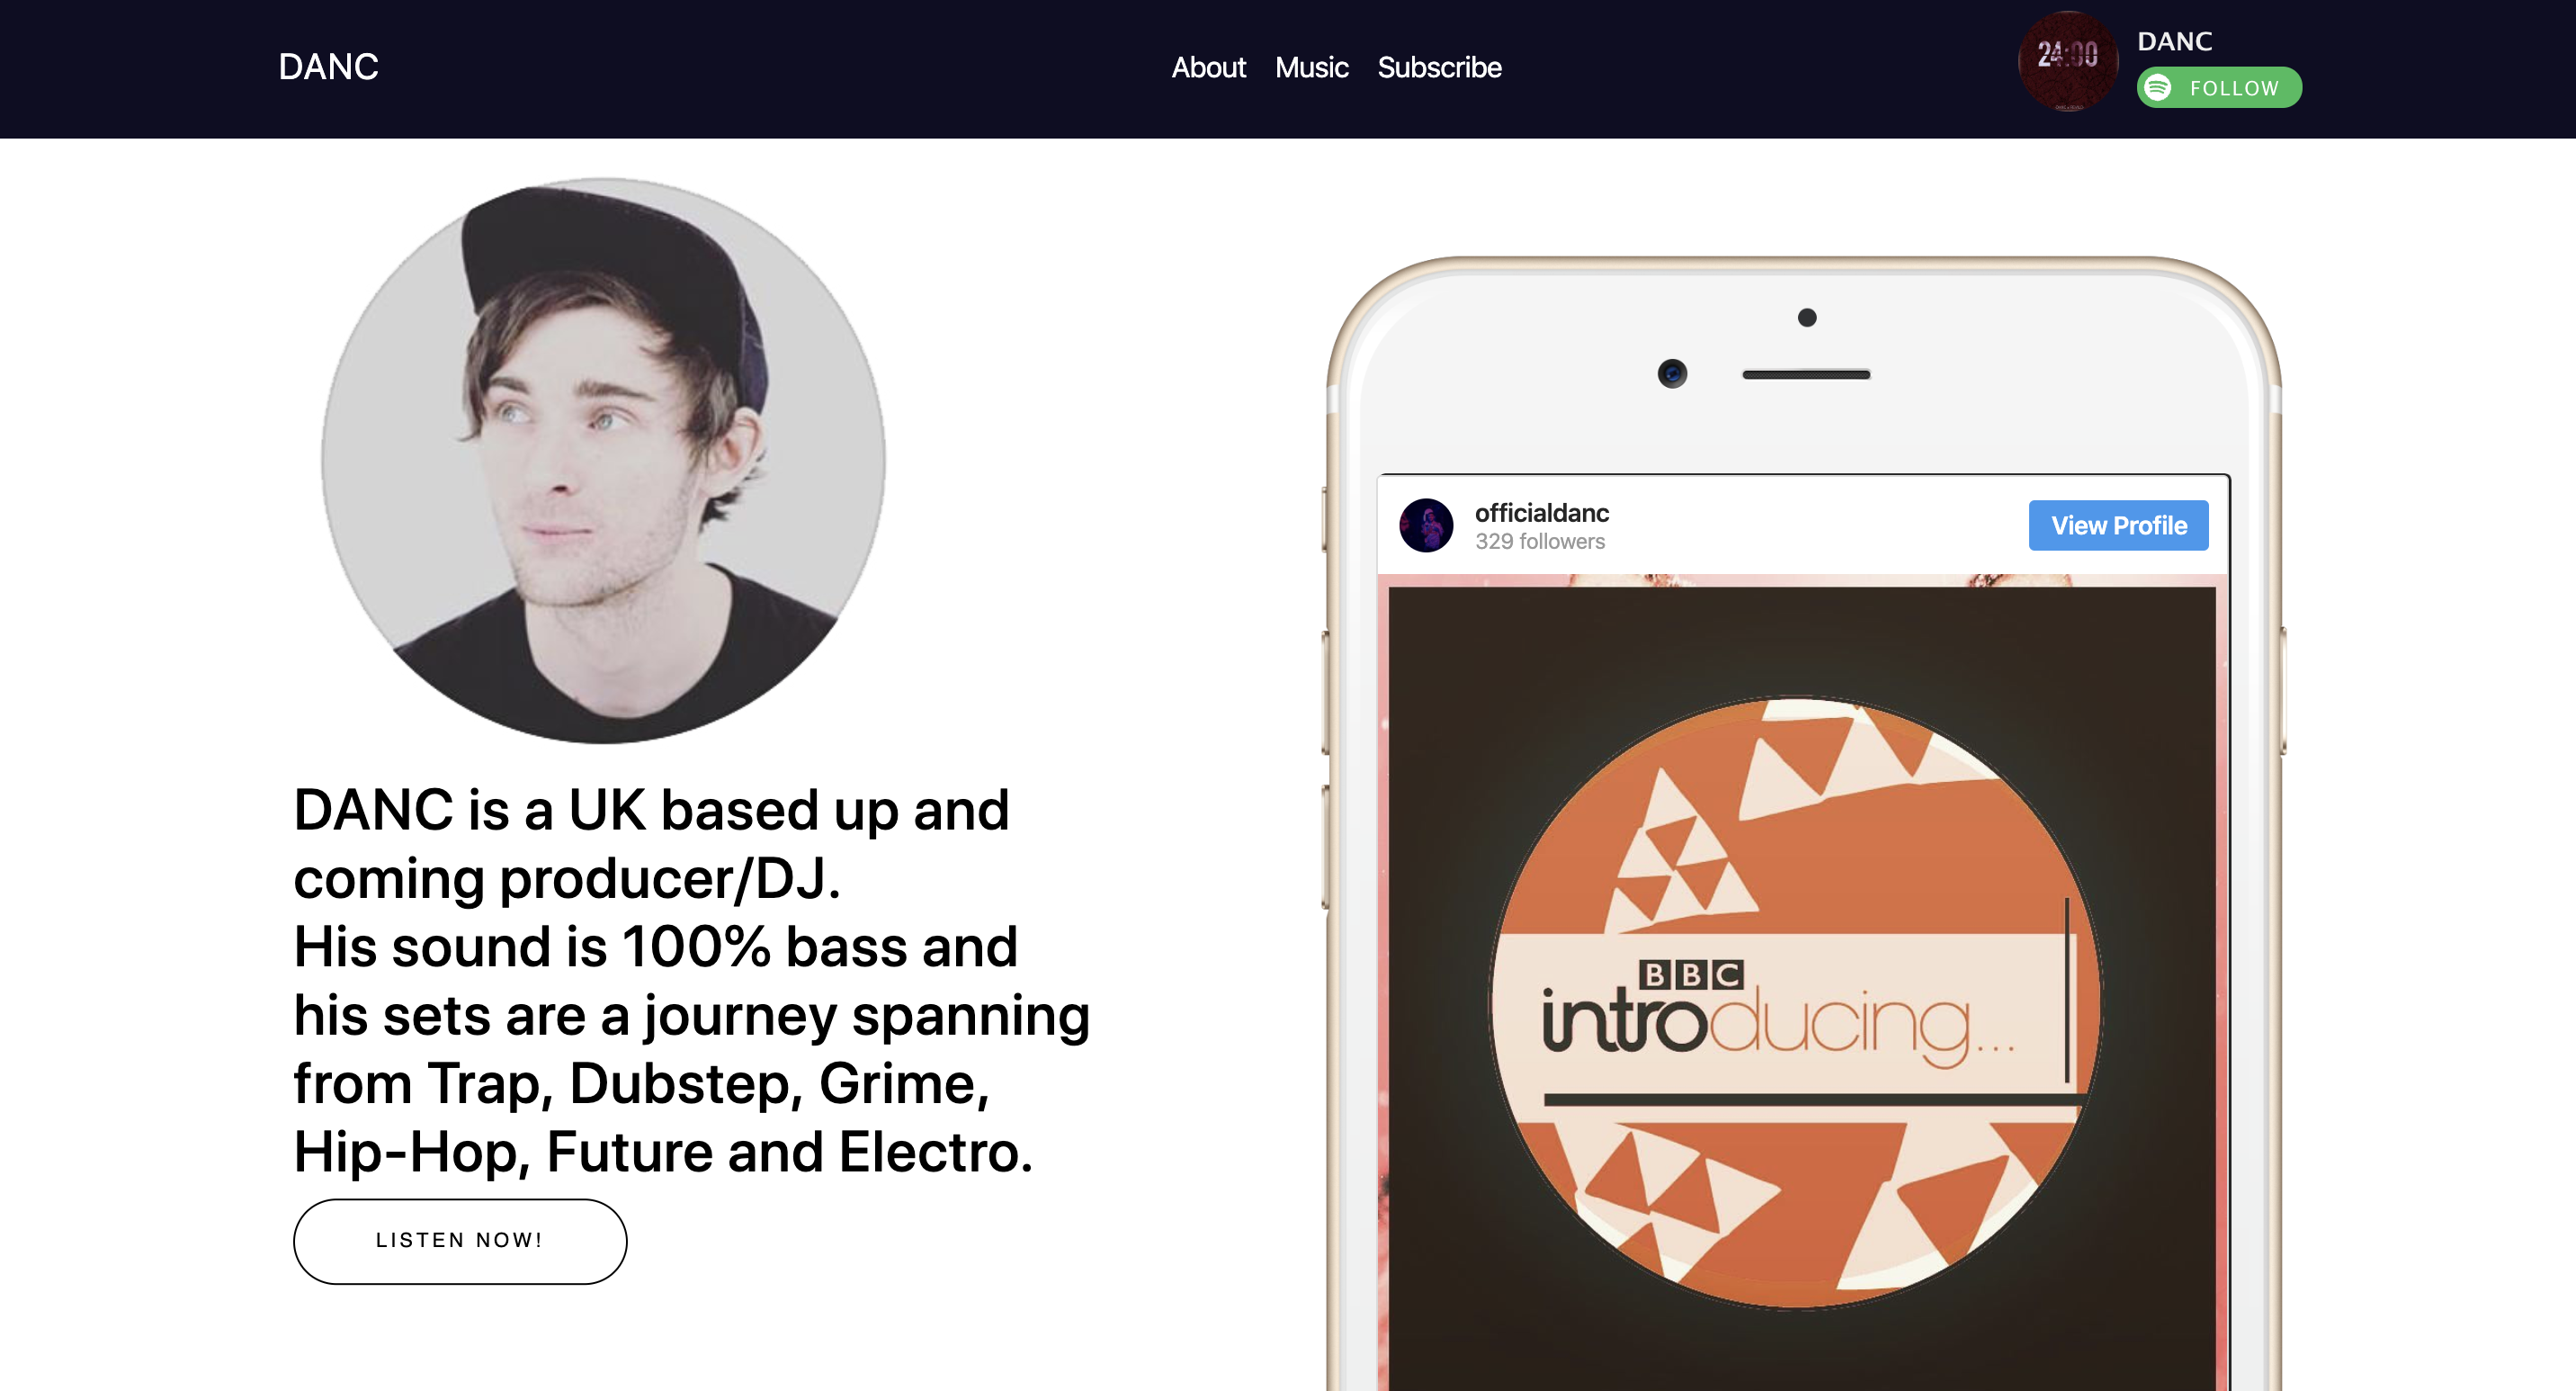 DANC
About Music Subscribe
24:00
DANC
FOLLOW
DANC is a UK based up and
coming producer/DJ.
His sound is 100% bass and
his sets are a journey spanning
from Trap, Dubstep, Grime,
Hip-Hop, Future and Electro.
LISTEN NOW!
officialdanc
329 followers
View Profile
BBC
introducing...